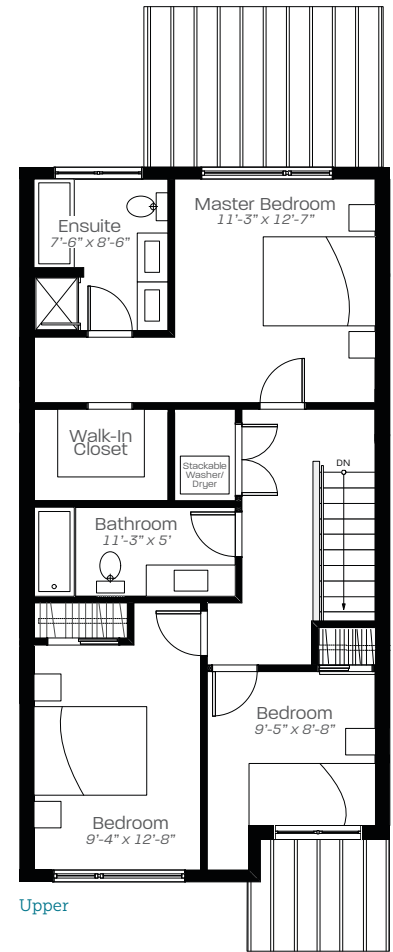 Master Bedroom
11'-3" x 12'-7"
Ensuite
7'-6" x 8'-6"
Walk-In
Closet
Stackable
Washer/
Dryer
DN
Bathroom
11'-3" x 5'
Bedroom
9'-5" x 8'-8"
Bedroom
9'-4" x 12'-8"
Upper